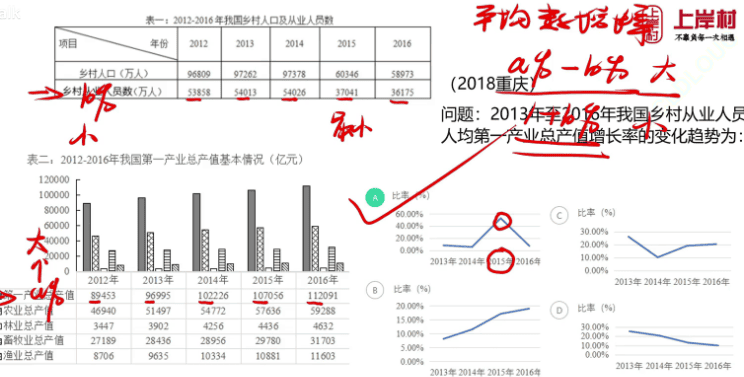 表一：2012-2016年我国乡村人口及从业人员数
项目 年份 2012 2013 2014 2015 2016
乡村人口（万人） 96809 97262 97378 60346 58973
乡村从业人员数（万人） 53858 54013 54026 37041 36175
b%
小
最小
平均数增长率
上岸村
上岸村
不辜负每一次相遇
a%-b% 大
1+b% 小
（2018重庆）
问题：2013年至2016年我国乡村从业人员
人均第一产业总产值增长率的变化趋势为：
表二：2012-2016年我国第一产业总产值基本情况（亿元）
120000
100000
80000
60000
40000
20000
0
2012年 2013年 2014年 2015年 2016年
第一产业总产值 89453 96995 102226 107056 112091
农业总产值 46940 51497 54772 57636 59288
林业总产值 3447 3902 4256 4436 4632
畜牧业总产值 27189 28436 28956 29780 31703
渔业总产值 8706 9635 10334 10881 11603
大
个
a%
A 比率（%）
60.00%
40.00%
20.00%
0.00%
2013年 2014年 2015年 2016年
C 比率（%）
30.00%
20.00%
10.00%
0.00%
2013年 2014年 2015年 2016年
B 比率（%）
20.00%
15.00%
10.00%
5.00%
0.00%
2013年 2014年 2015年 2016年
D 比率（%）
30.00%
20.00%
10.00%
0.00%
2013年 2014年 2015年 2016年